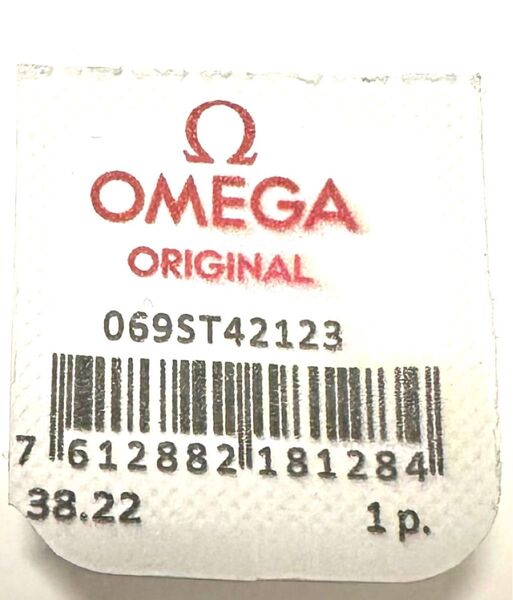 Ω
OMEGA
ORIGINAL
069ST42123
7 612882 181284
38.22 1 p.